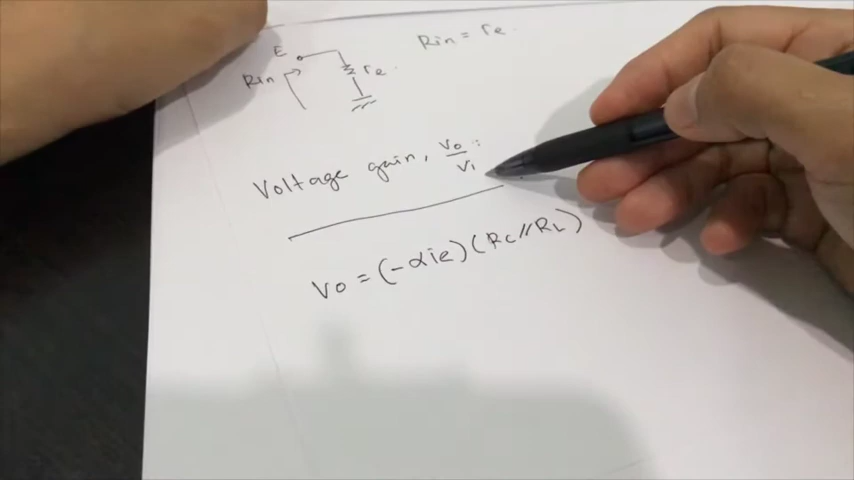 E
Rin = re.
Rin
re.
Voltage gain, Vo/Vi :
Vo = (-αie)(Rc//RL)